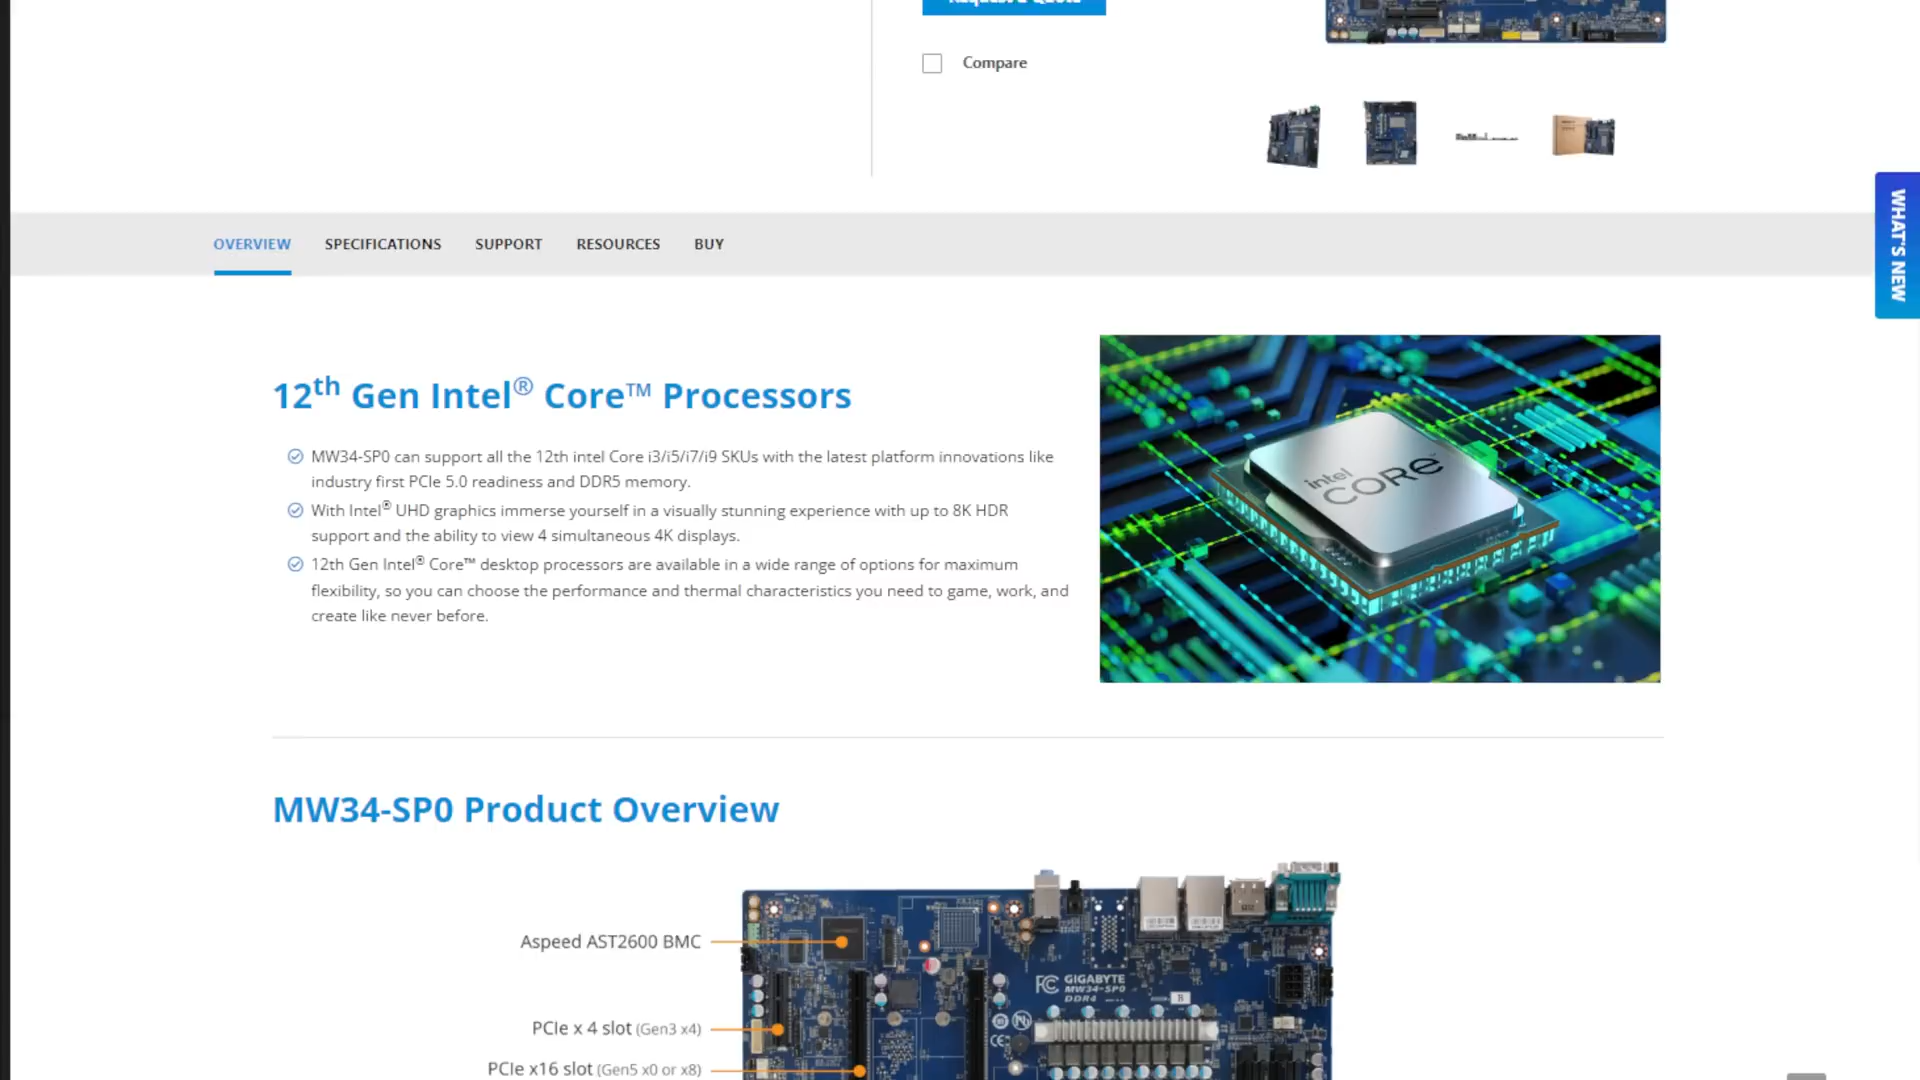 Request a Quote
Compare
WHAT'S NEW
OVERVIEW SPECIFICATIONS SUPPORT RESOURCES BUY
12th Gen Intel® Core™ Processors
MW34-SP0 can support all the 12th intel Core i3/i5/i7/i9 SKUs with the latest platform innovations like
industry first PCIe 5.0 readiness and DDR5 memory.
With Intel® UHD graphics immerse yourself in a visually stunning experience with up to 8K HDR
support and the ability to view 4 simultaneous 4K displays.
12th Gen Intel® Core™ desktop processors are available in a wide range of options for maximum
flexibility, so you can choose the performance and thermal characteristics you need to game, work, and
create like never before.
intel
CORE
MW34-SP0 Product Overview
Aspeed AST2600 BMC
FC GIGABYTE
MW34-SP0
DDR4
B
CE
PCIe x 4 slot (Gen3 x4)
PCIe x16 slot (Gen5 x0 or x8)